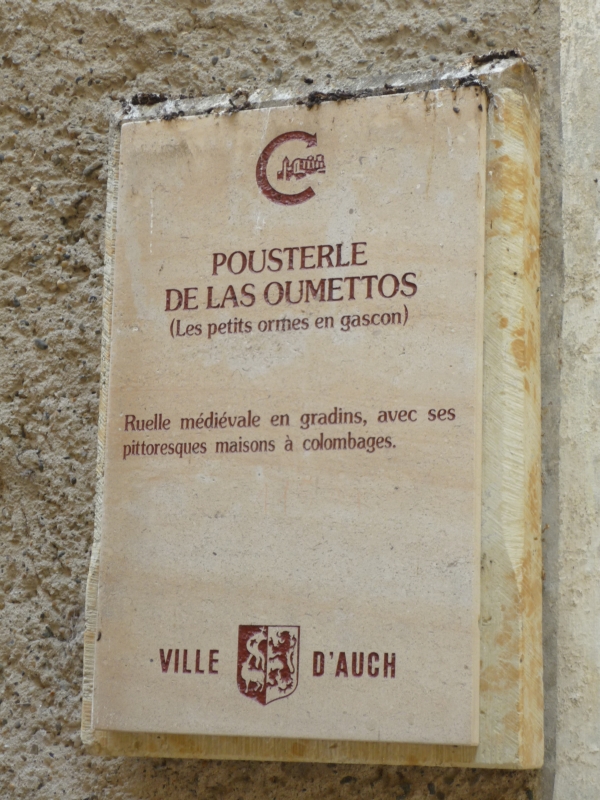 POUSTERLE
DE LAS OUMETTOS
(Les petits ormes en gascon)
Ruelle médiévale en gradins, avec ses
pittoresques maisons à colombages.
VILLE D'AUCH